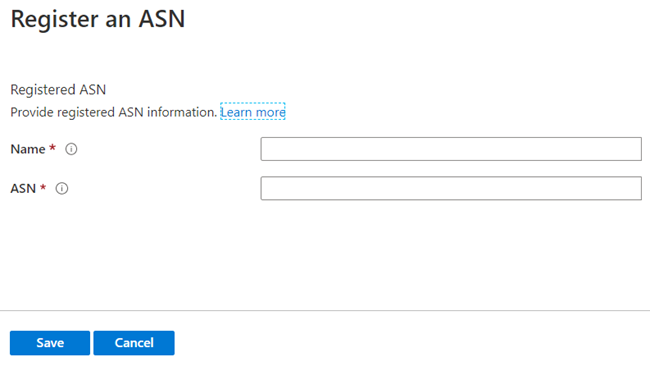 Register an ASN
Registered ASN
Provide registered ASN information. Learn more
Name *
ASN *
Save Cancel